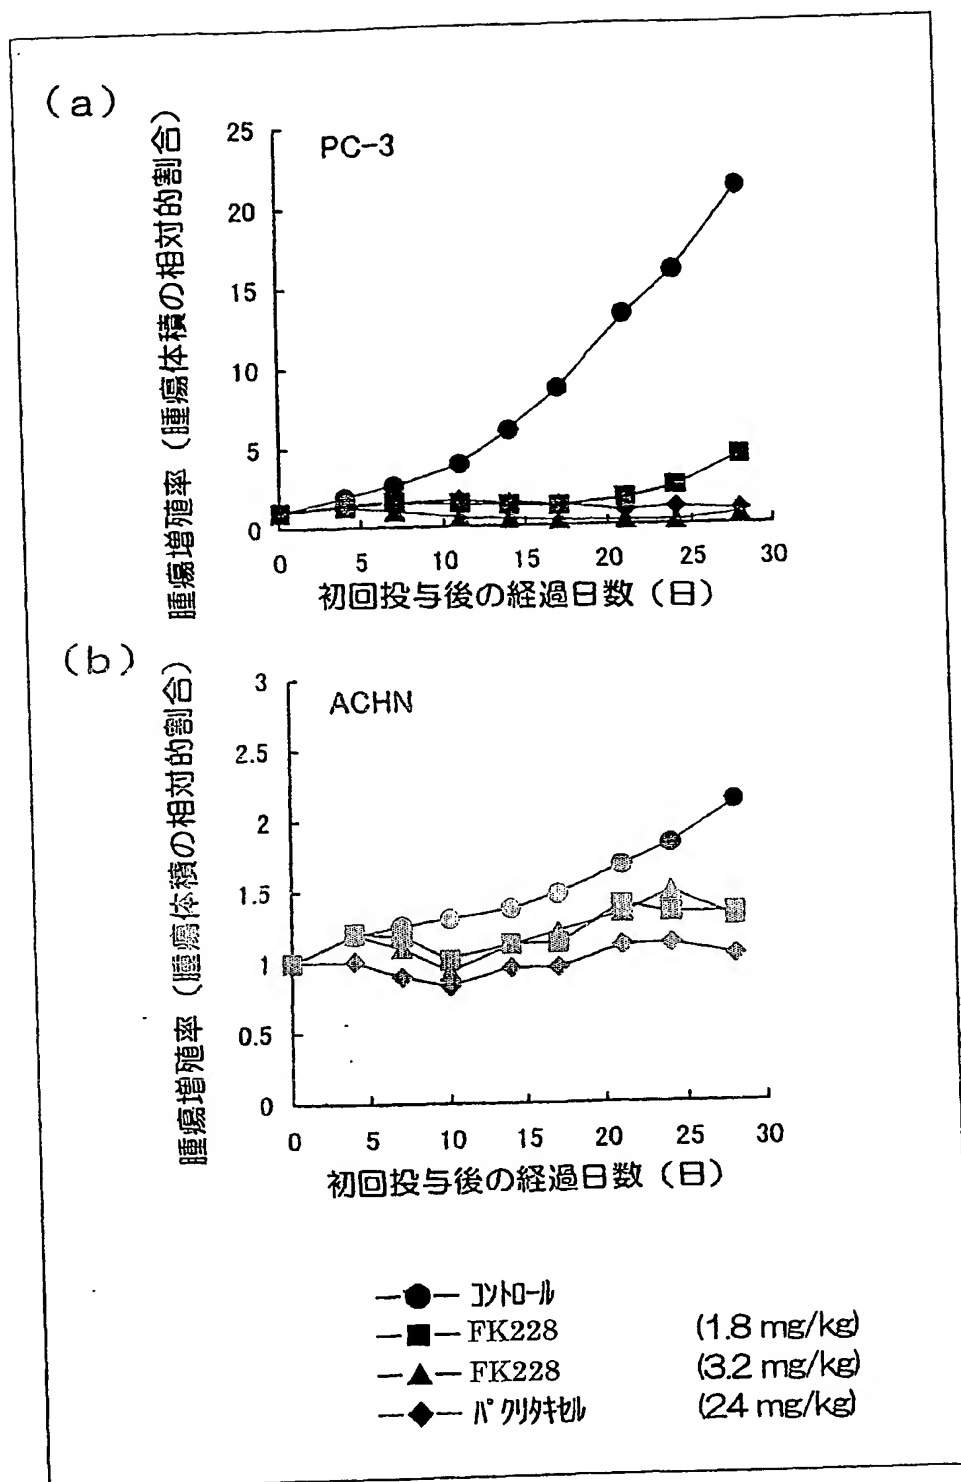 (a)
腫瘍増殖率（腫瘍体積の相対的割合）
PC-3
25
20
15
10
5
0
0 5 10 15 20 25 30
初回投与後の経過日数（日）
(b)
腫瘍増殖率（腫瘍体積の相対的割合）
ACHN
3
2.5
2
1.5
1
0.5
0
0 5 10 15 20 25 30
初回投与後の経過日数（日）
コントロール
FK228 (1.8 mg/kg)
FK228 (3.2 mg/kg)
パクリタキセル (24 mg/kg)